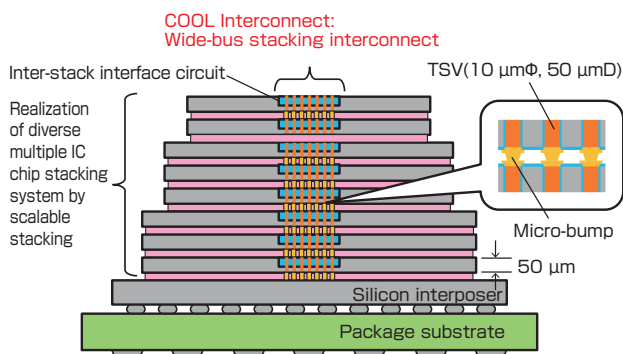 COOL Interconnect:
Wide-bus stacking interconnect
Inter-stack interface circuit
TSV(10 μmΦ, 50 μmD)
Realization
of diverse
multiple IC
chip stacking
system by
scalable
stacking
Micro-bump
50 μm
Silicon interposer
Package substrate